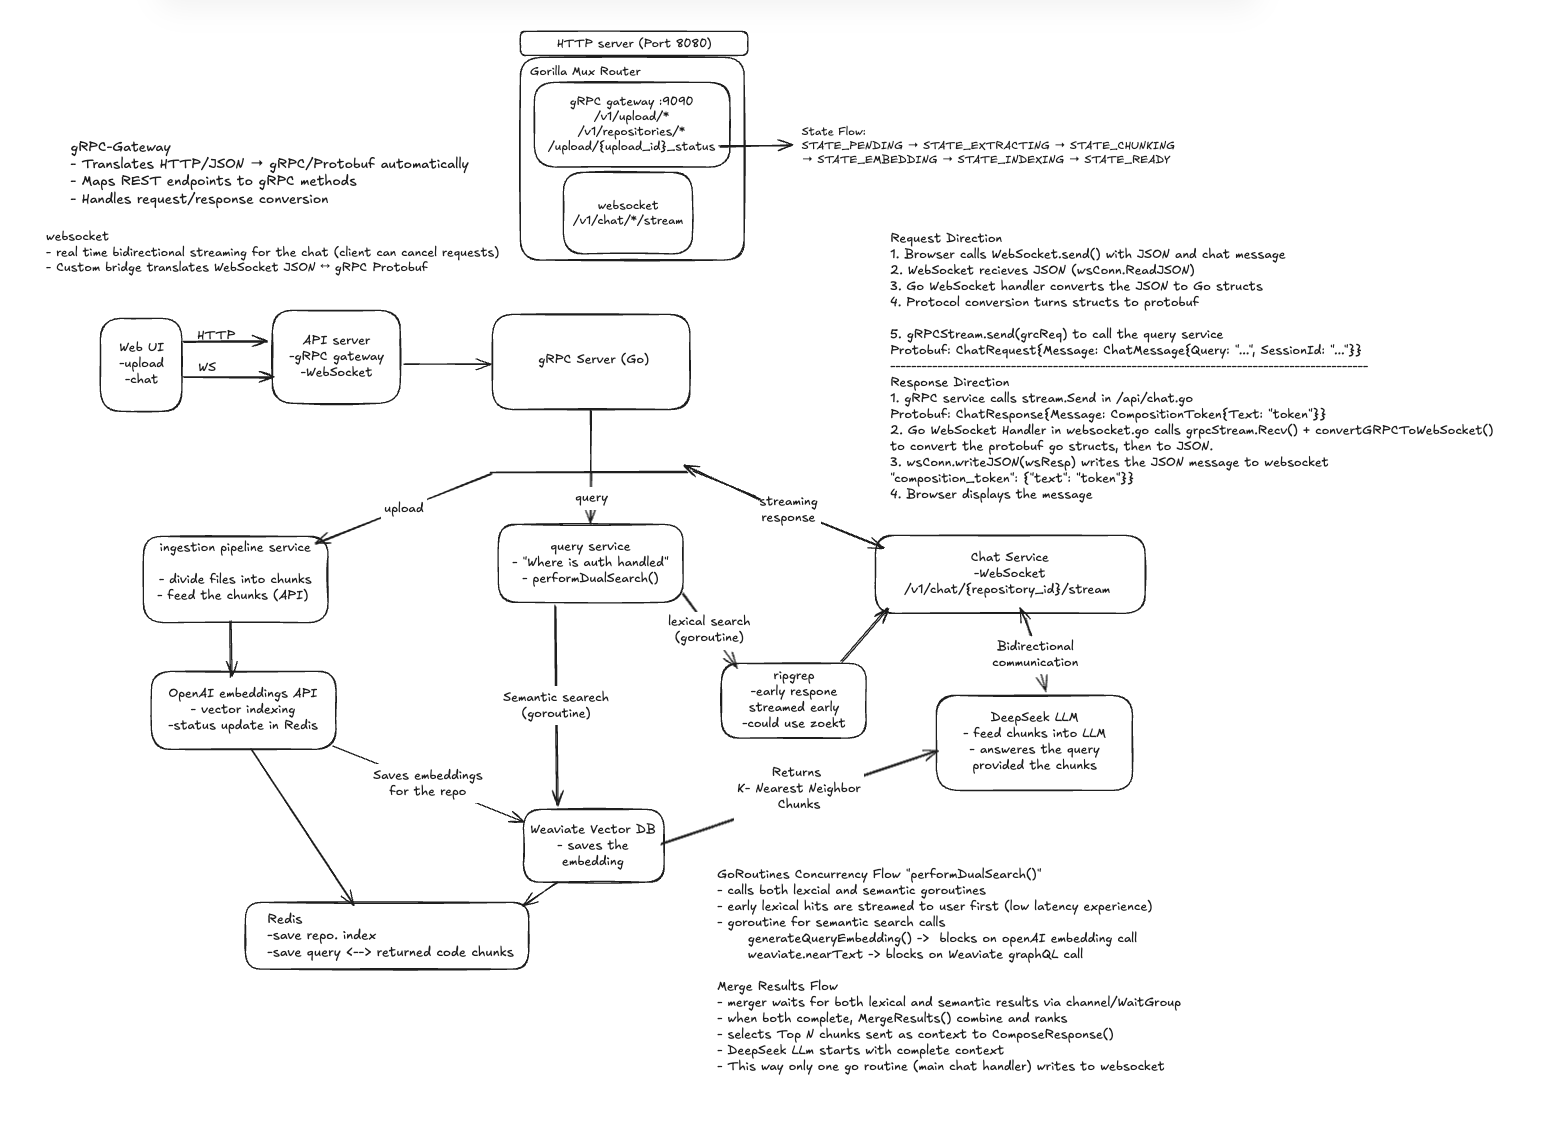 HTTP server (Port 8080)
Gorilla Mux Router
gRPC gateway :9090
/v1/upload/*
/v1/repositories/*
/upload/{upload_id}_status
websocket
/v1/chat/*/stream
State Flow:
STATE_PENDING → STATE_EXTRACTING → STATE_CHUNKING
→ STATE_EMBEDDING → STATE_INDEXING → STATE_READY
gRPC-Gateway
- Translates HTTP/JSON → gRPC/Protobuf automatically
- Maps REST endpoints to gRPC methods
- Handles request/response conversion
websocket
- real time bidirectional streaming for the chat (client can cancel requests)
- Custom bridge translates WebSocket JSON ↔ gRPC Protobuf
Request Direction
1. Browser calls WebSocket.send() with JSON and chat message
2. WebSocket recieves JSON (wsConn.ReadJSON)
3. Go WebSocket handler converts the JSON to Go structs
4. Protocol conversion turns structs to protobuf
5. gRPCStream.send(grcReq) to call the query service
Protobuf: ChatRequest{Message: ChatMessage{Query: "...", SessionId: "..."}}
--------------------------------------------------------------------------------
Response Direction
1. gRPC service calls stream.Send in /api/chat.go
Protobuf: ChatResponse{Message: CompositionToken{Text: "token"}}
2. Go WebSocket Handler in websocket.go calls grpcStream.Recv() + convertGRPCToWebSocket()
to convert the protobuf go structs, then to JSON.
3. wsConn.writeJSON(wsResp) writes the JSON message to websocket
"composition_token": {"text": "token"}}
4. Browser displays the message
Web UI
-upload
-chat
HTTP
WS
API server
-gRPC gateway
-WebSocket
gRPC Server (Go)
upload
query
streaming
response
ingestion pipeline service
- divide files into chunks
- feed the chunks (API)
query service
- "Where is auth handled"
- performDualSearch()
Chat Service
-WebSocket
/v1/chat/{repository_id}/stream
lexical search
(goroutine)
Bidirectional
communication
OpenAI embeddings API
- vector indexing
-status update in Redis
Semantic searech
(goroutine)
ripgrep
-early respone
streamed early
-could use zoekt
DeepSeek LLM
- feed chunks into LLM
- answeres the query
provided the chunks
Saves embeddings
for the repo
Returns
K- Nearest Neighbor
Chunks
Weaviate Vector DB
- saves the
embedding
Redis
-save repo. index
-save query <--> returned code chunks
GoRoutines Concurrency Flow "performDualSearch()"
- calls both lexcial and semantic goroutines
- early lexical hits are streamed to user first (low latency experience)
- goroutine for semantic search calls
generateQueryEmbedding() -> blocks on openAI embedding call
weaviate.nearText -> blocks on Weaviate graphQL call
Merge Results Flow
- merger waits for both lexical and semantic results via channel/WaitGroup
- when both complete, MergeResults() combine and ranks
- selects Top N chunks sent as context to ComposeResponse()
- DeepSeek LLm starts with complete context
- This way only one go routine (main chat handler) writes to websocket